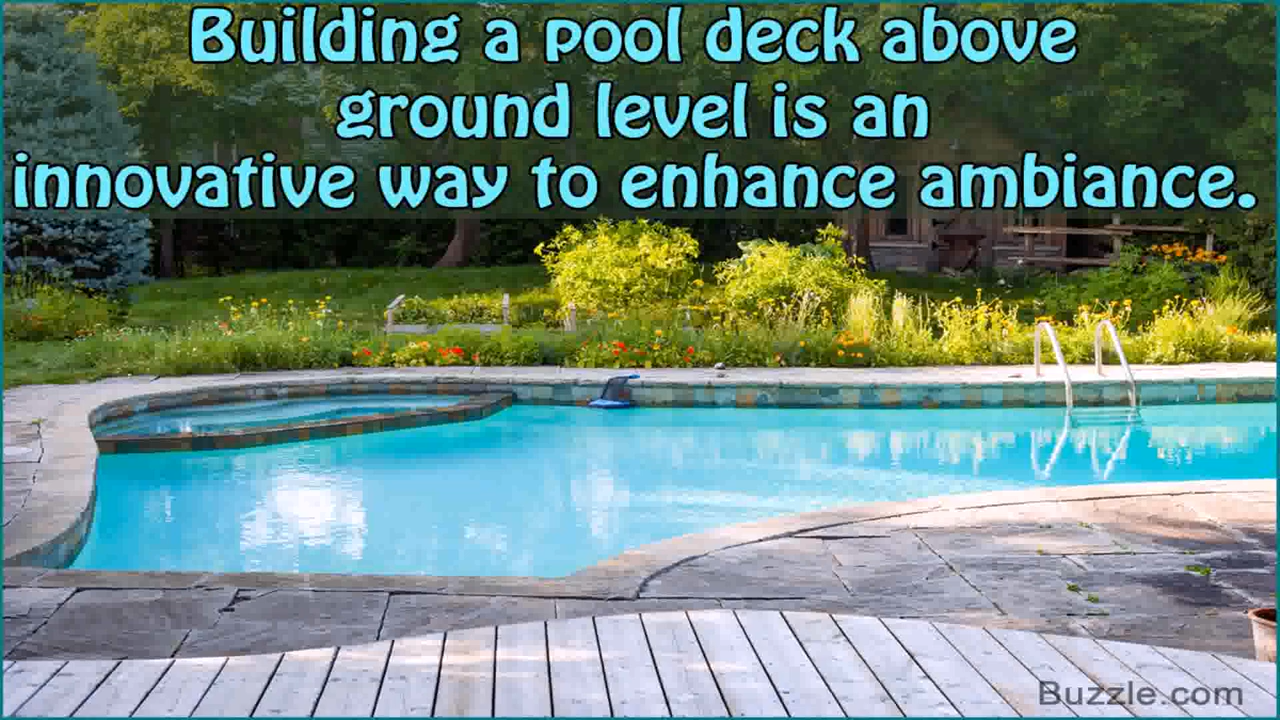 Building a pool deck above
ground level is an
innovative way to enhance ambiance.
Buzzle.com